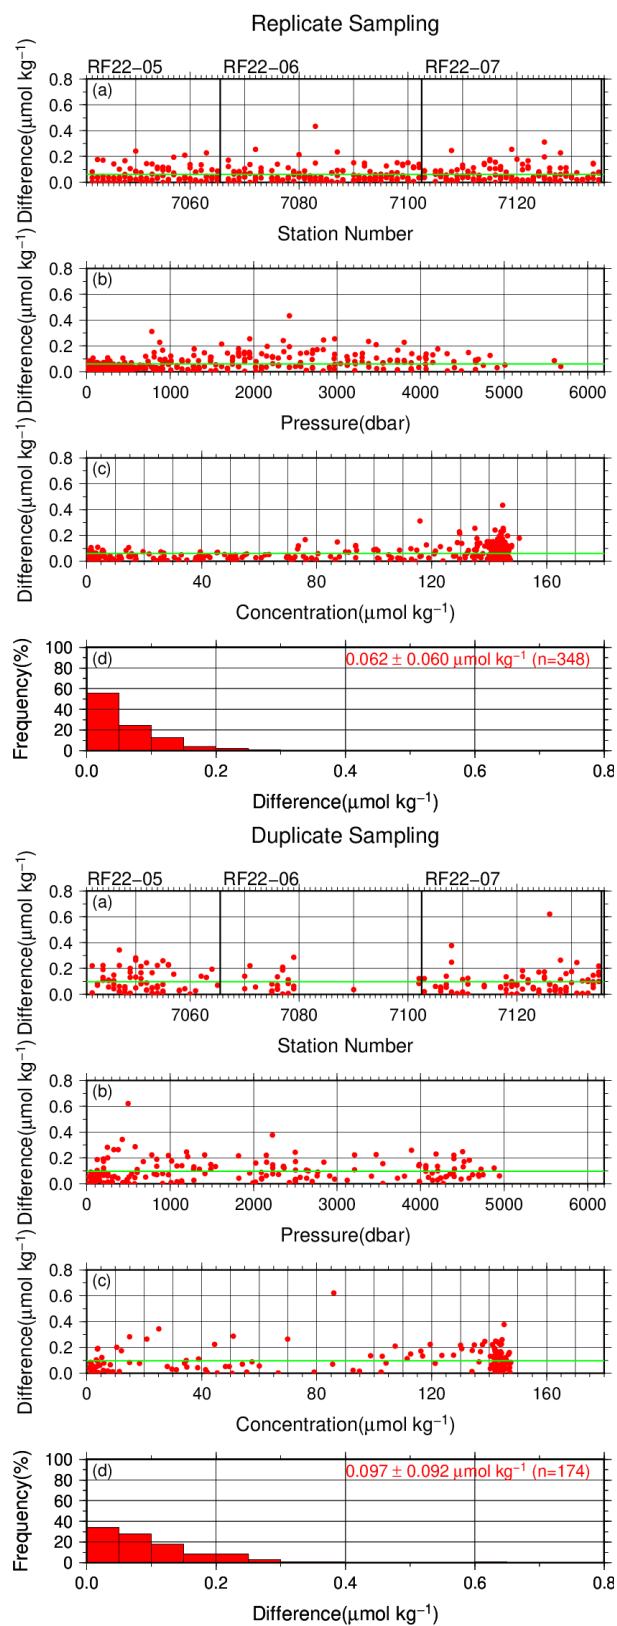 Replicate Sampling
RF22−05 RF22−06 RF22−07
(a)
0.8
0.6
0.4
0.2
0.0
Difference(μmol kg⁻¹)
7060 7080 7100 7120
Station Number
(b)
0.8
0.6
0.4
0.2
0.0
Difference(μmol kg⁻¹)
0 1000 2000 3000 4000 5000 6000
Pressure(dbar)
(c)
0.8
0.6
0.4
0.2
0.0
Difference(μmol kg⁻¹)
0 40 80 120 160
Concentration(μmol kg⁻¹)
(d)
0.062 ± 0.060 μmol kg⁻¹ (n=348)
100
80
60
40
20
0
Frequency(%)
0.0 0.2 0.4 0.6 0.8
Difference(μmol kg⁻¹)
Duplicate Sampling
RF22−05 RF22−06 RF22−07
(a)
0.8
0.6
0.4
0.2
0.0
Difference(μmol kg⁻¹)
7060 7080 7100 7120
Station Number
(b)
0.8
0.6
0.4
0.2
0.0
Difference(μmol kg⁻¹)
0 1000 2000 3000 4000 5000 6000
Pressure(dbar)
(c)
0.8
0.6
0.4
0.2
0.0
Difference(μmol kg⁻¹)
0 40 80 120 160
Concentration(μmol kg⁻¹)
(d)
0.097 ± 0.092 μmol kg⁻¹ (n=174)
100
80
60
40
20
0
Frequency(%)
0.0 0.2 0.4 0.6 0.8
Difference(μmol kg⁻¹)